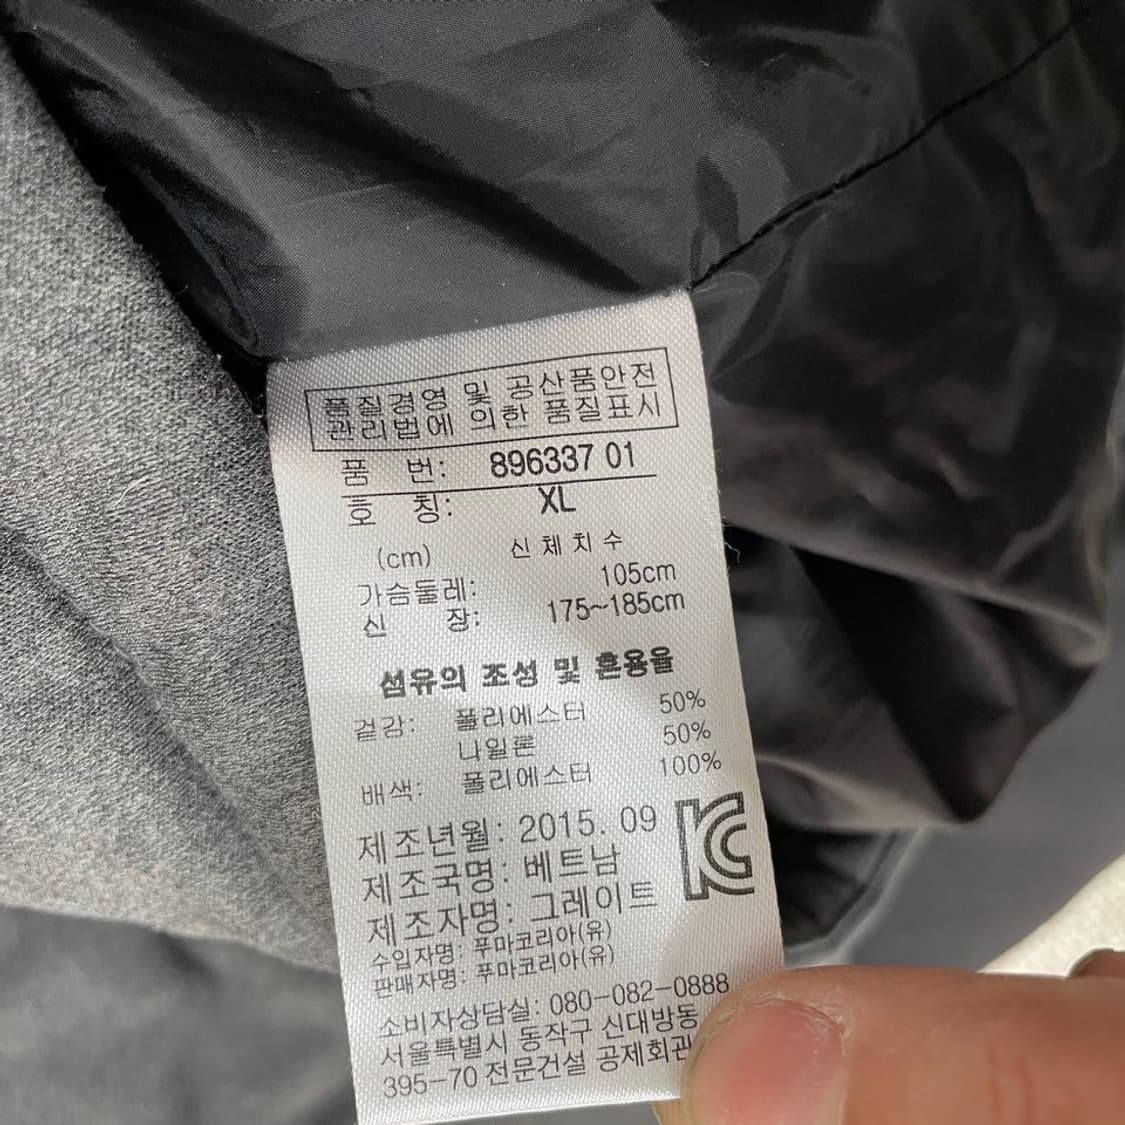 품질경영 및 공산품안전
관리법에 의한 품질표시
품 번: 896337 01
호 칭: XL
(cm) 신체치수
가슴둘레: 105cm
신 장: 175~185cm
섬유의 조성 및 혼용율
겉감: 폴리에스터 50%
나일론 50%
배색: 폴리에스터 100%
제조년월: 2015. 09
제조국명: 베트남
제조자명: 그레이트
KC
수입자명: 푸마코리아(유)
판매자명: 푸마코리아(유)
소비자상담실: 080-082-0888
서울특별시 동작구 신대방동
395-70 전문건설 공제회관